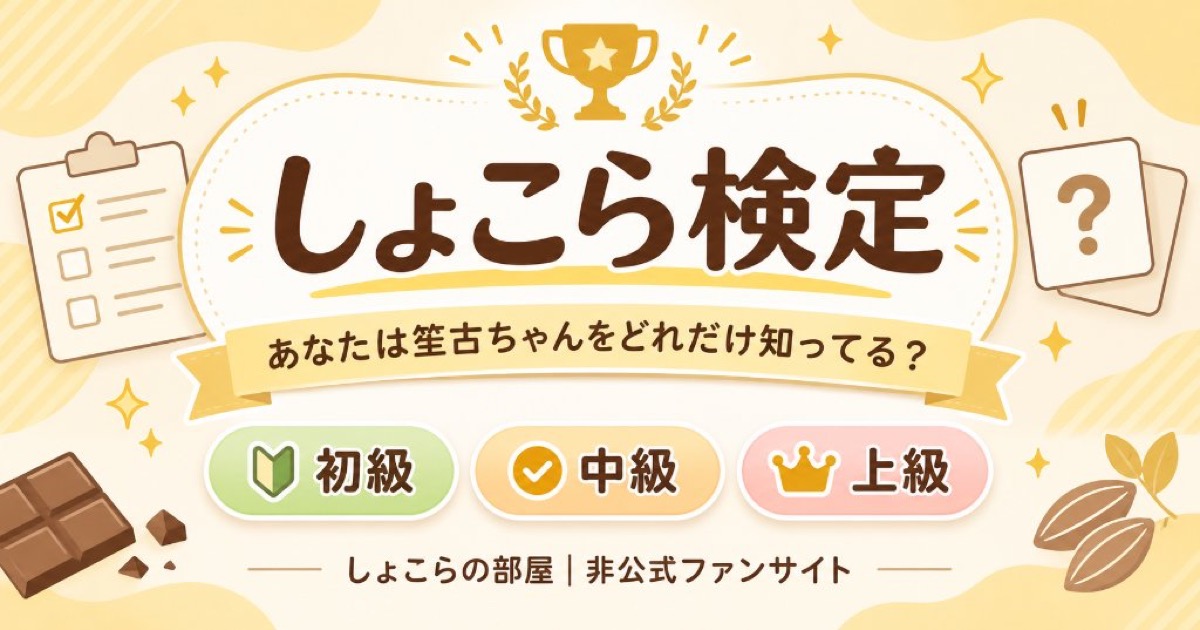 しょこら検定
あなたは笙古ちゃんをどれだけ知ってる？
初級
中級
上級
しょこらの部屋｜非公式ファンサイト
?